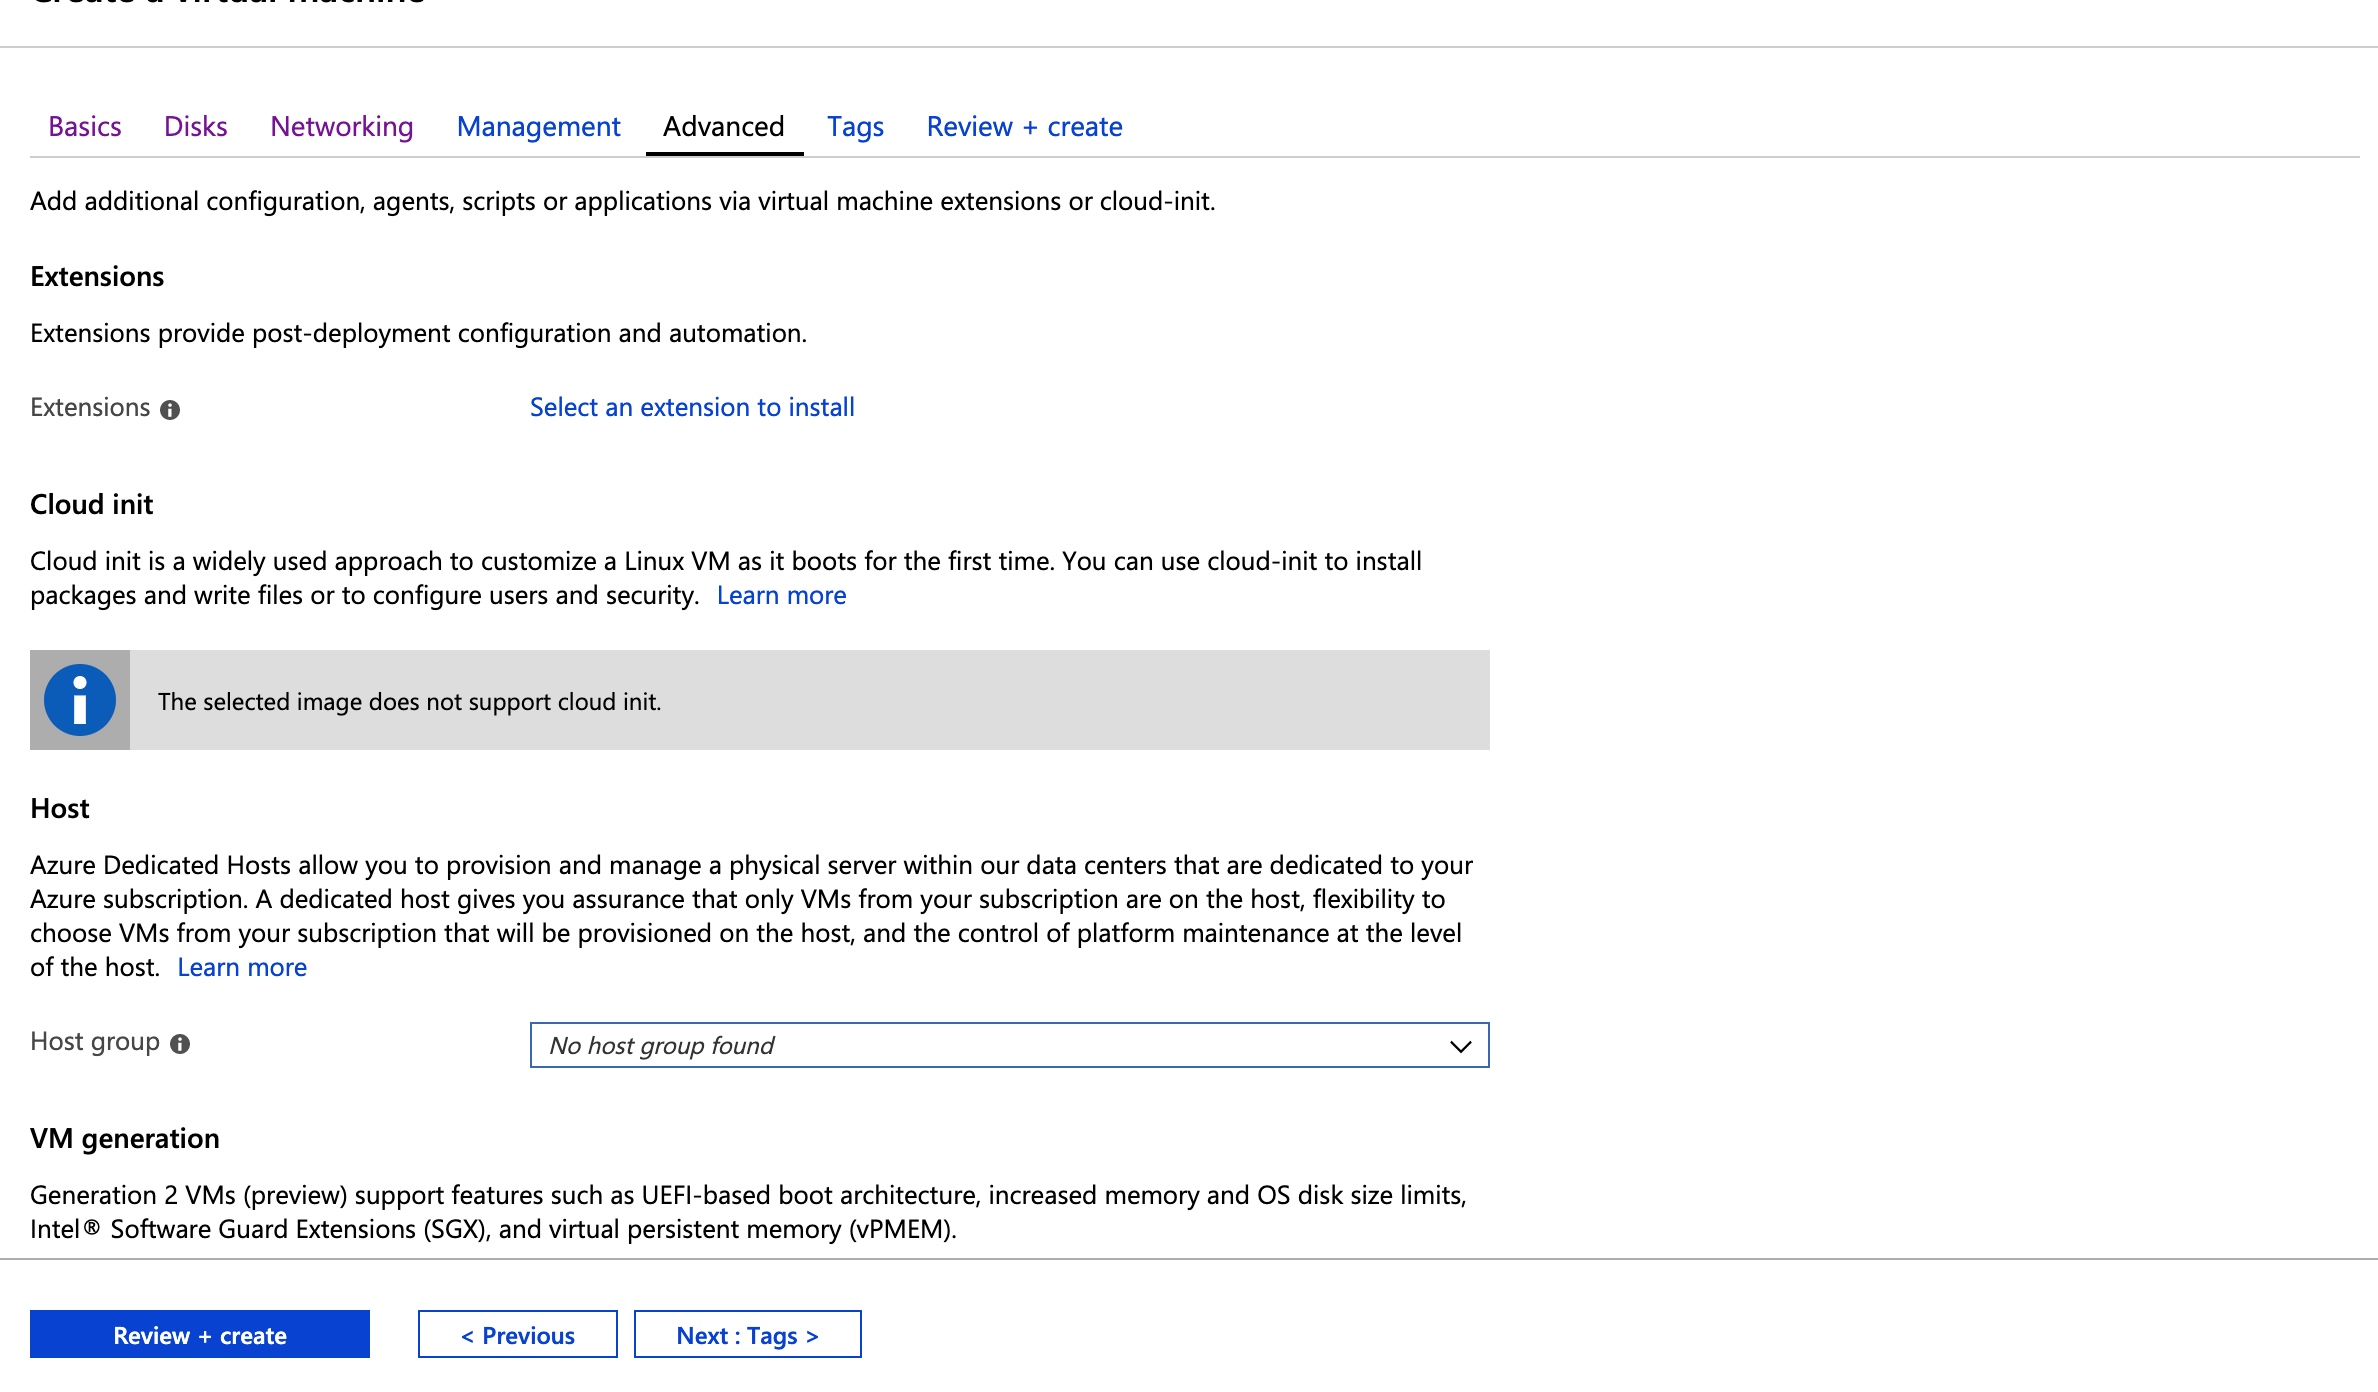 Create a virtual machine
Basics Disks Networking Management Advanced Tags Review + create
Add additional configuration, agents, scripts or applications via virtual machine extensions or cloud-init.
Extensions
Extensions provide post-deployment configuration and automation.
Extensions Select an extension to install
Cloud init
Cloud init is a widely used approach to customize a Linux VM as it boots for the first time. You can use cloud-init to install
packages and write files or to configure users and security. Learn more
The selected image does not support cloud init.
Host
Azure Dedicated Hosts allow you to provision and manage a physical server within our data centers that are dedicated to your
Azure subscription. A dedicated host gives you assurance that only VMs from your subscription are on the host, flexibility to
choose VMs from your subscription that will be provisioned on the host, and the control of platform maintenance at the level
of the host. Learn more
Host group No host group found
VM generation
Generation 2 VMs (preview) support features such as UEFI-based boot architecture, increased memory and OS disk size limits,
Intel® Software Guard Extensions (SGX), and virtual persistent memory (vPMEM).
Review + create < Previous Next : Tags >